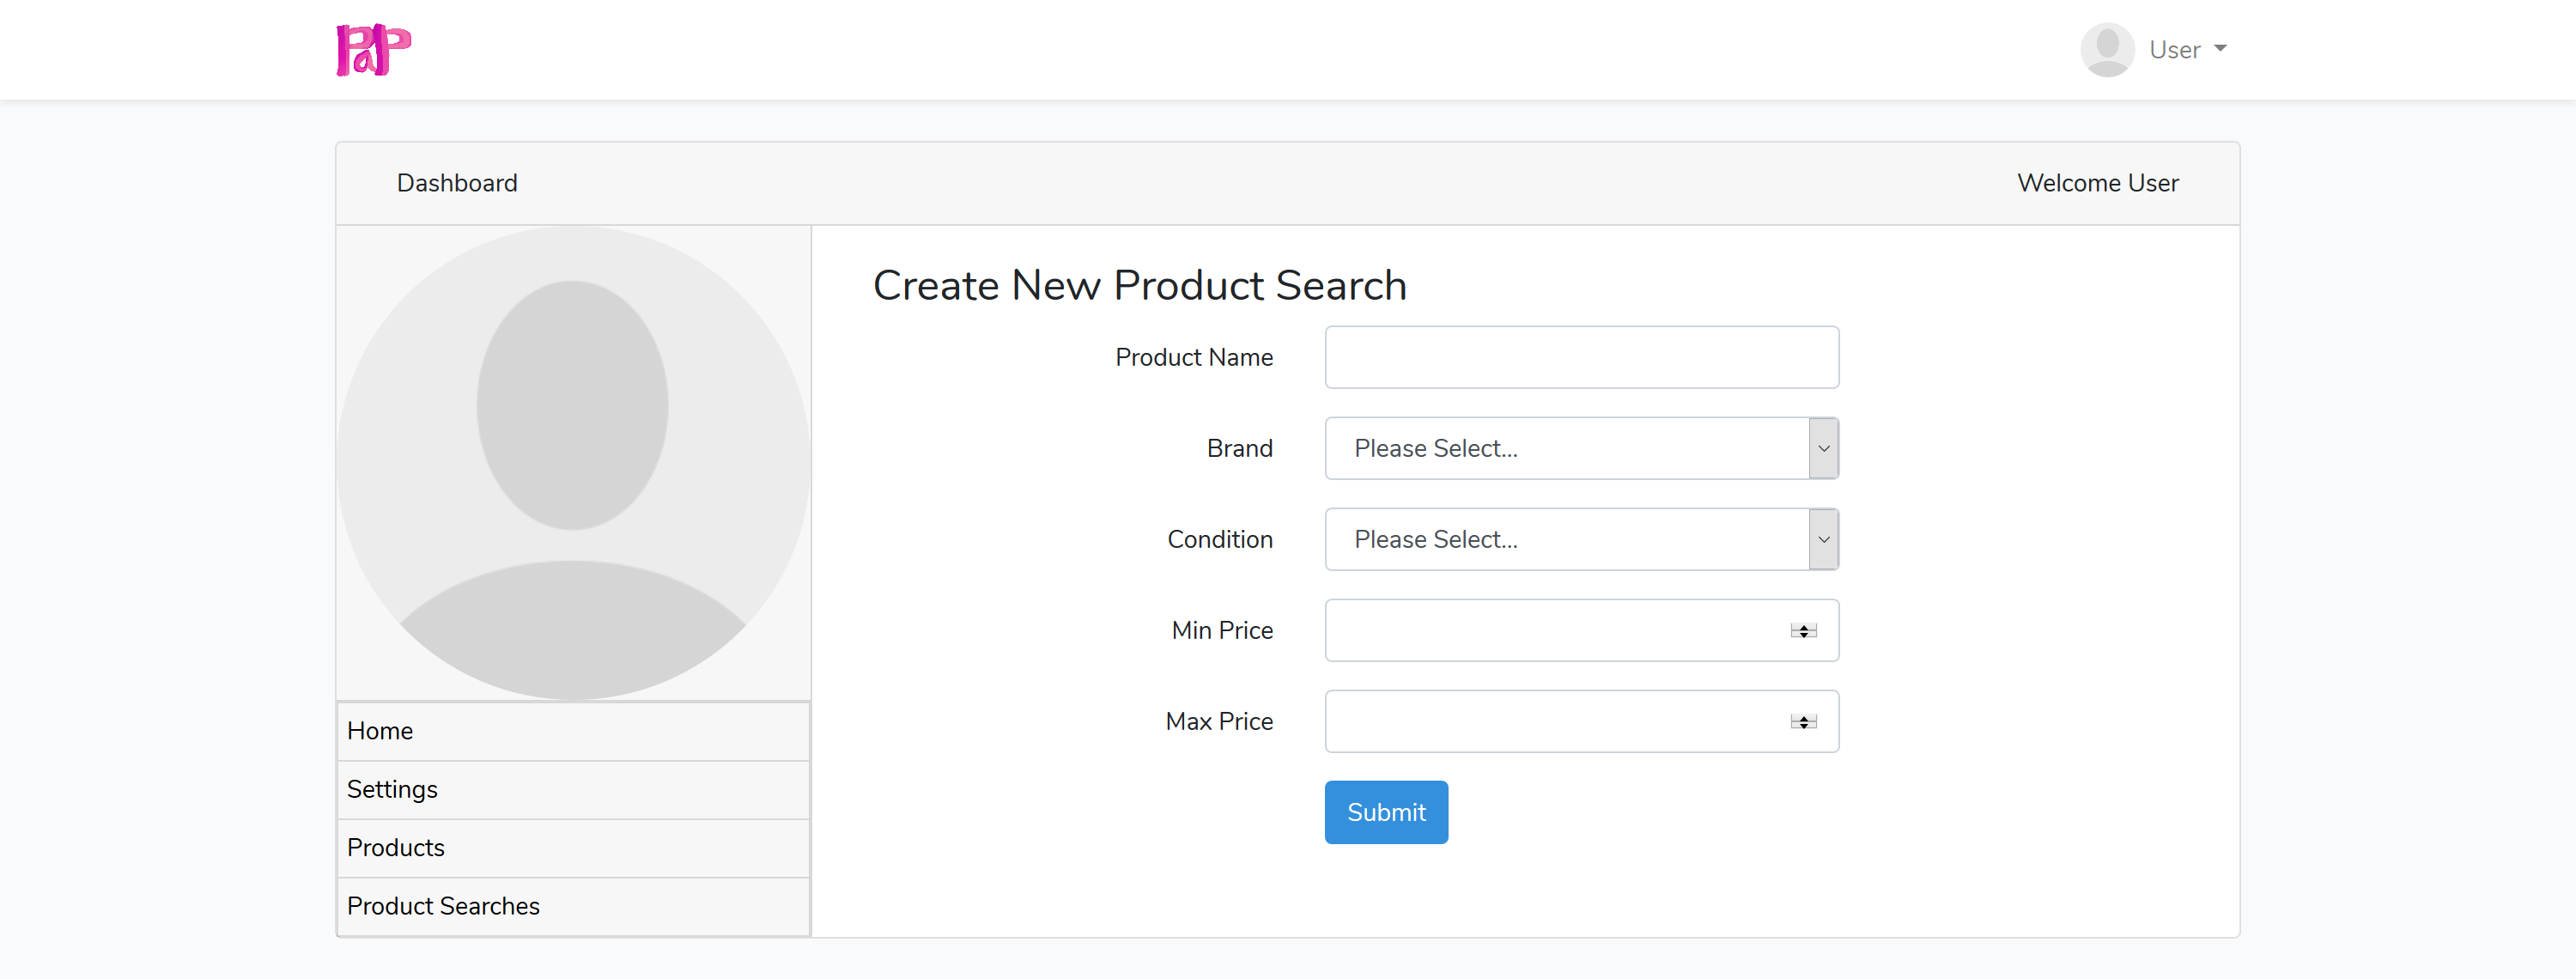 PaP
User
Dashboard
Welcome User
Create New Product Search
Product Name
Brand
Please Select...
Condition
Please Select...
Min Price
Max Price
Submit
Home
Settings
Products
Product Searches